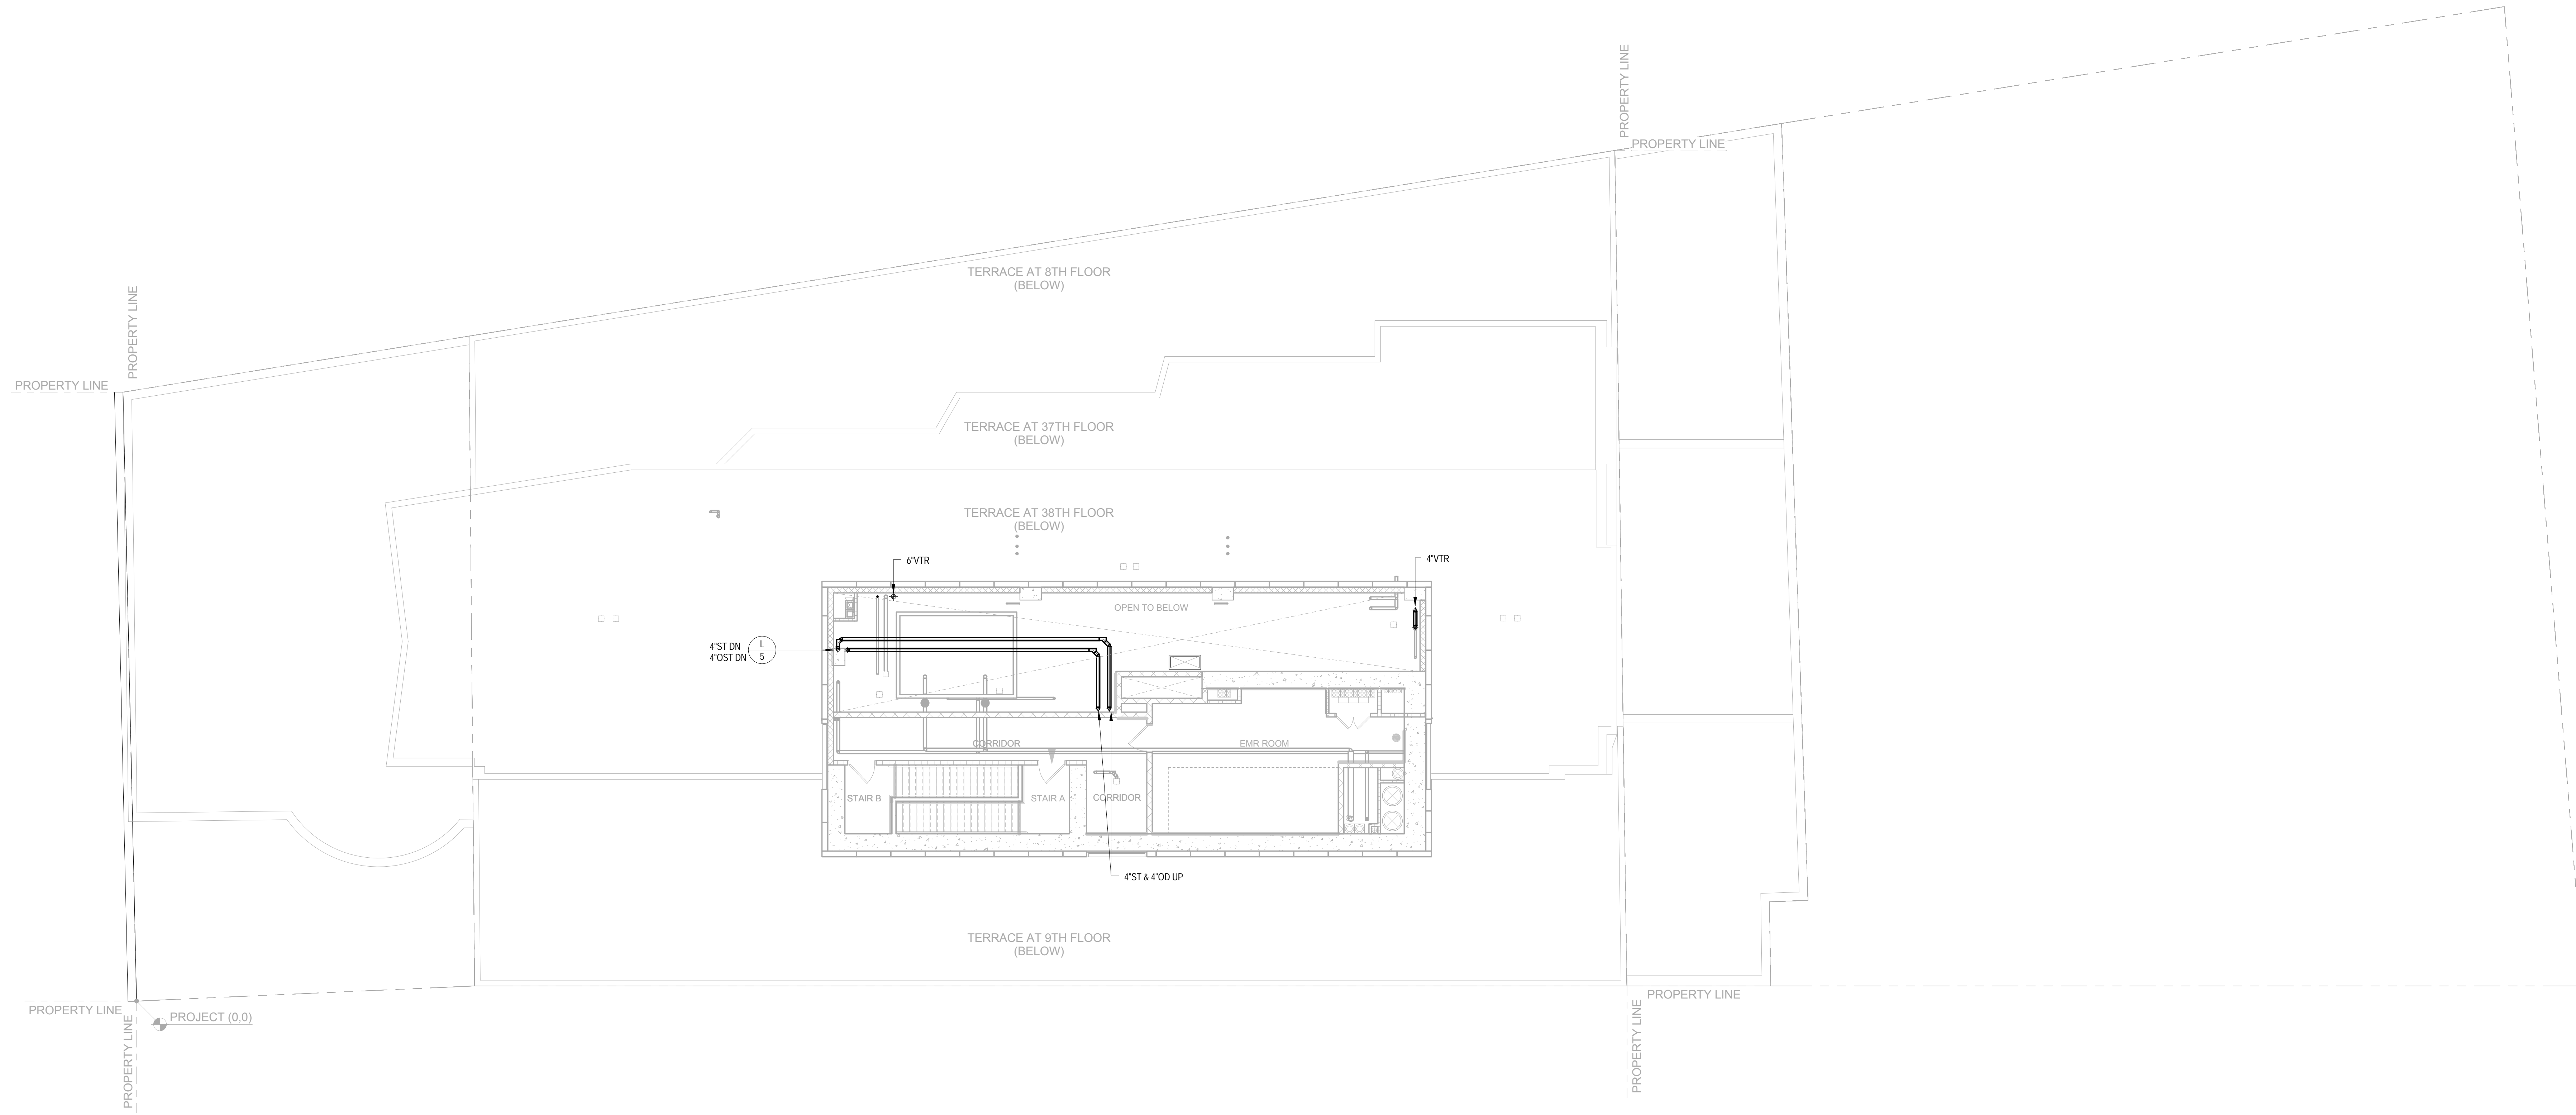 PROPERTY LINE
PROPERTY LINE
TERRACE AT 8TH FLOOR
(BELOW)
PROPERTY LINE
PROPERTY LINE
TERRACE AT 37TH FLOOR
(BELOW)
TERRACE AT 38TH FLOOR
(BELOW)
6"VTR
4"VTR
OPEN TO BELOW
4"ST DN
4"OST DN
L
5
CORRIDOR
EMR ROOM
STAIR B
STAIR A
CORRIDOR
4"ST & 4"OD UP
TERRACE AT 9TH FLOOR
(BELOW)
PROPERTY LINE
PROPERTY LINE
PROJECT (0,0)
PROPERTY LINE
PROPERTY LINE